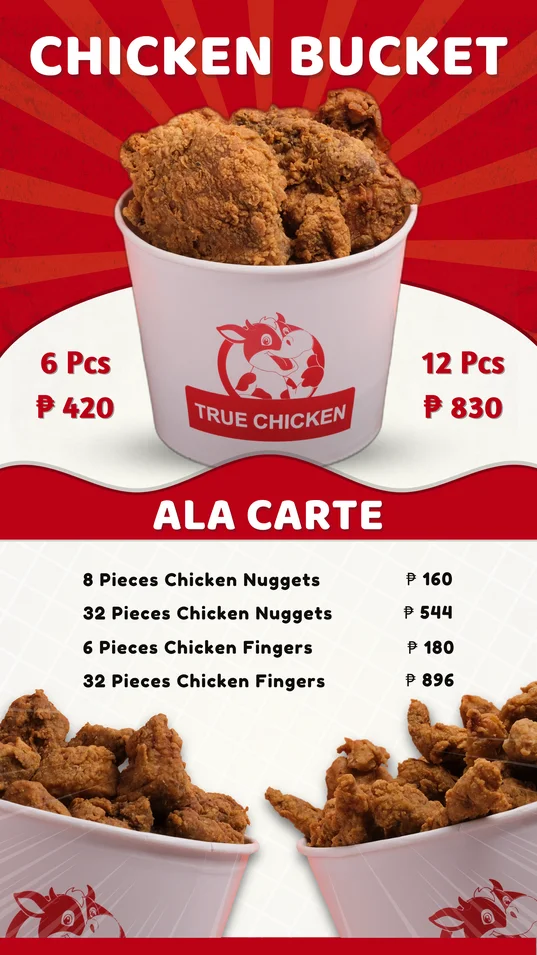 CHICKEN BUCKET
TRUE CHICKEN
6 Pcs
₱ 420
12 Pcs
₱ 830
ALA CARTE
8 Pieces Chicken Nuggets ₱ 160
32 Pieces Chicken Nuggets ₱ 544
6 Pieces Chicken Fingers ₱ 180
32 Pieces Chicken Fingers ₱ 896